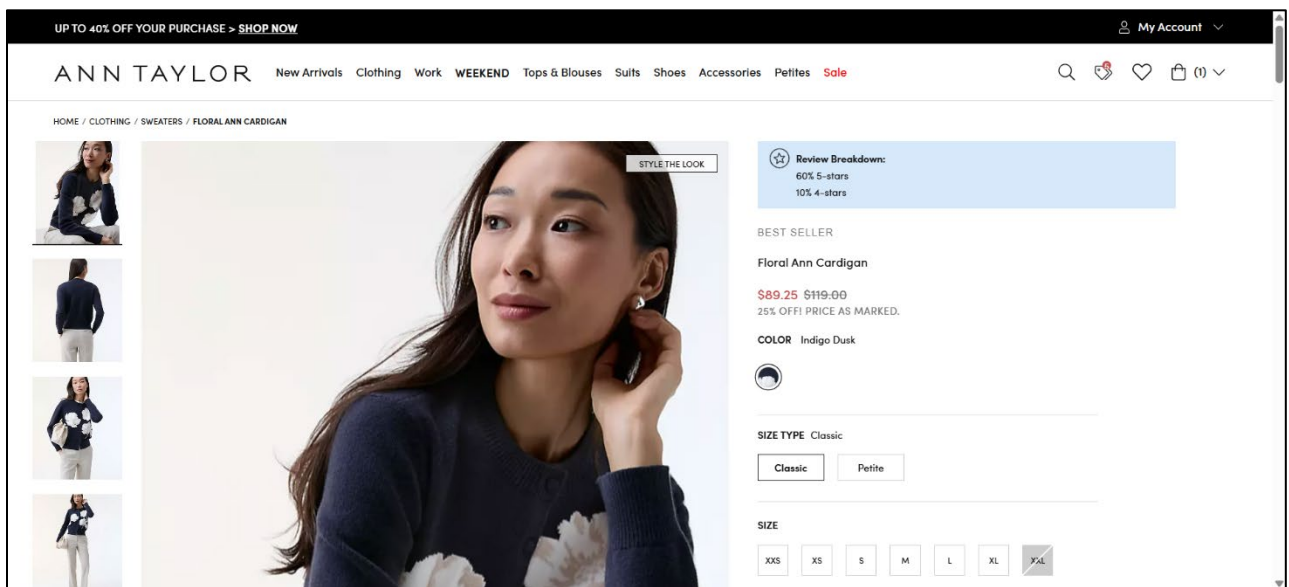 UP TO 40% OFF YOUR PURCHASE > SHOP NOW
My Account
ANN TAYLOR New Arrivals Clothing Work WEEKEND Tops & Blouses Suits Shoes Accessories Petites Sale
(1)
HOME / CLOTHING / SWEATERS / FLORAL ANN CARDIGAN
STYLE THE LOOK
Review Breakdown:
60% 5-stars
10% 4-stars
BEST SELLER
Floral Ann Cardigan
$89.25 $119.00
25% OFF! PRICE AS MARKED.
COLOR Indigo Dusk
SIZE TYPE Classic
Classic Petite
SIZE
XXS XS S M L XL XXL